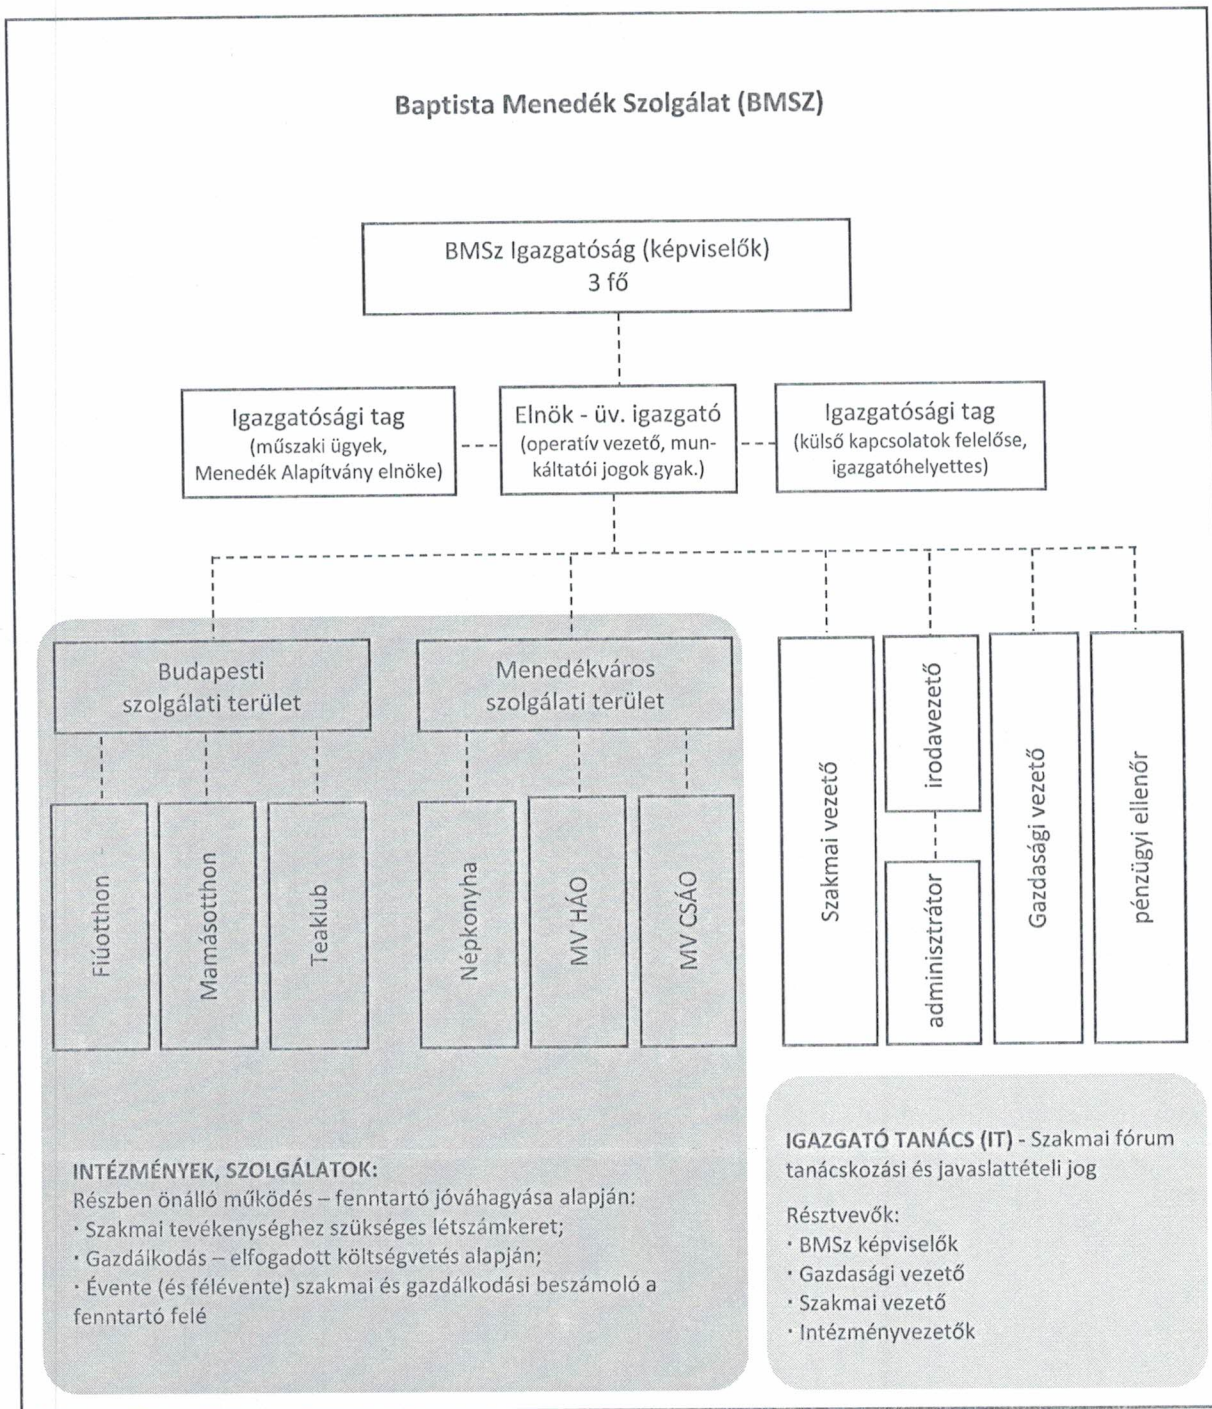 Baptista Menedék Szolgálat (BMSZ)
BMSz Igazgatóság (képviselők)
3 fő
Igazgatósági tag
(műszaki ügyek,
Menedék Alapítvány elnöke)
Elnök - üv. igazgató
(operatív vezető, mun-
káltatói jogok gyak.)
Igazgatósági tag
(külső kapcsolatok felelőse,
igazgatóhelyettes)
Budapesti
szolgálati terület
Menedékváros
szolgálati terület
Fiúotthon
Mamásotthon
Teaklub
Népkonyha
MV HÁO
MV CSÁO
Szakmai vezető
irodavezető
adminisztrátor
Gazdasági vezető
pénzügyi ellenőr
INTÉZMÉNYEK, SZOLGÁLATOK:
Részben önálló működés – fenntartó jóváhagyása alapján:
· Szakmai tevékenységhez szükséges létszámkeret;
· Gazdálkodás – elfogadott költségvetés alapján;
· Évente (és félévente) szakmai és gazdálkodási beszámoló a
fenntartó felé
IGAZGATÓ TANÁCS (IT) - Szakmai fórum
tanácskozási és javaslattételi jog
Résztvevők:
· BMSz képviselők
· Gazdasági vezető
· Szakmai vezető
· Intézményvezetők